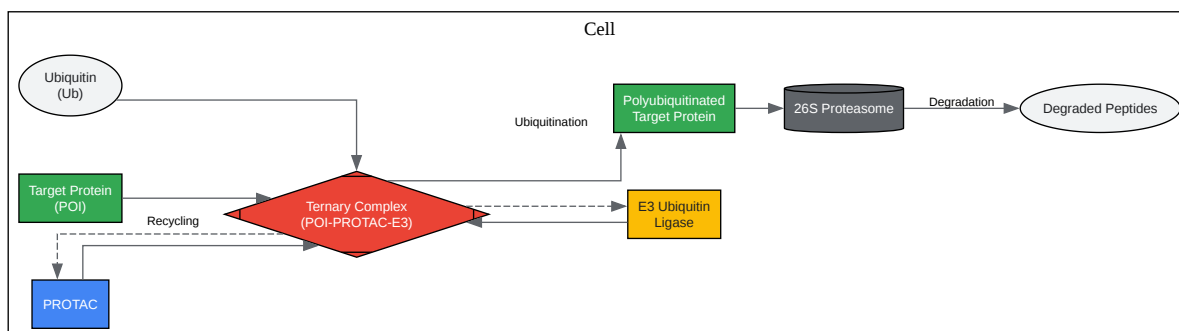 Cell
Ubiquitin
(Ub)
Polyubiquitinated
Target Protein
26S Proteasome
Degradation
Degraded Peptides
Ubiquitination
Target Protein
(POI)
Ternary Complex
(POI-PROTAC-E3)
E3 Ubiquitin
Ligase
Recycling
PROTAC